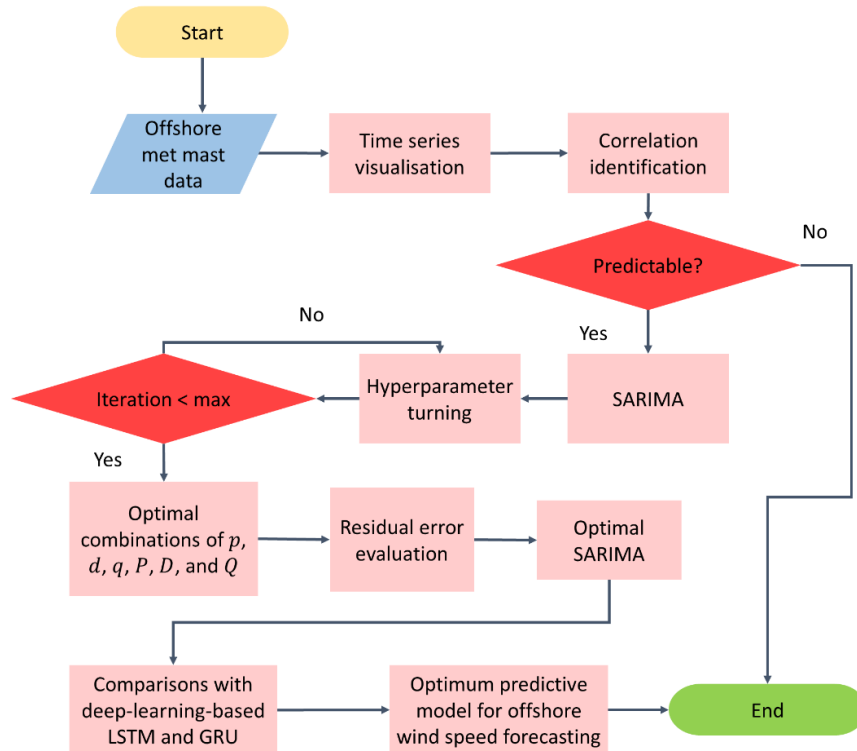 Start
Offshore
met mast
data
Time series
visualisation
Correlation
identification
Predictable?
No
Yes
SARIMA
Hyperparameter
turning
No
Iteration < max
Yes
Optimal
combinations of p,
d, q, P, D, and Q
Residual error
evaluation
Optimal
SARIMA
Comparisons with
deep-learning-based
LSTM and GRU
Optimum predictive
model for offshore
wind speed forecasting
End